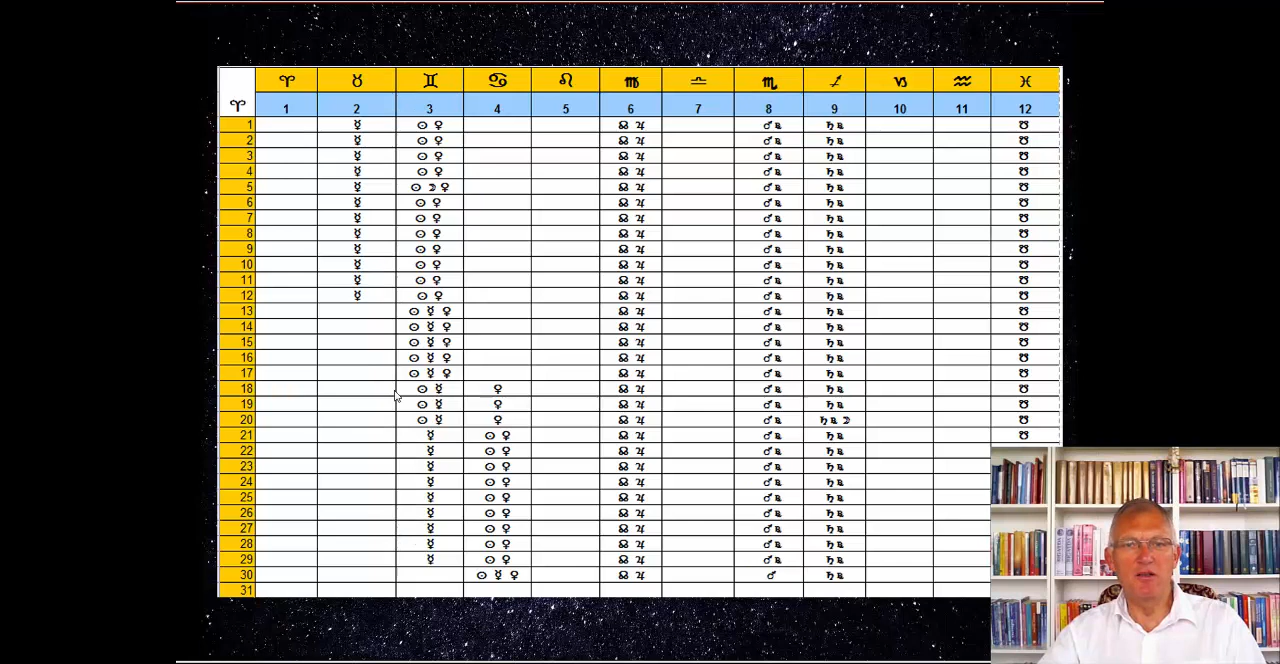 ♈ ♉ ♊ ♋ ♌ ♍ ♎ ♏ ♐ ♑ ♒ ♓
♈ 1 2 3 4 5 6 7 8 9 10 11 12
1 ☿ ☉ ♀ ☊ ♃ ♂ ℞ ♄ ℞ ☋
2 ☿ ☉ ♀ ☊ ♃ ♂ ℞ ♄ ℞ ☋
3 ☿ ☉ ♀ ☊ ♃ ♂ ℞ ♄ ℞ ☋
4 ☿ ☉ ♀ ☊ ♃ ♂ ℞ ♄ ℞ ☋
5 ☿ ☉ ☽ ♀ ☊ ♃ ♂ ℞ ♄ ℞ ☋
6 ☿ ☉ ♀ ☊ ♃ ♂ ℞ ♄ ℞ ☋
7 ☿ ☉ ♀ ☊ ♃ ♂ ℞ ♄ ℞ ☋
8 ☿ ☉ ♀ ☊ ♃ ♂ ℞ ♄ ℞ ☋
9 ☿ ☉ ♀ ☊ ♃ ♂ ℞ ♄ ℞ ☋
10 ☿ ☉ ♀ ☊ ♃ ♂ ℞ ♄ ℞ ☋
11 ☿ ☉ ♀ ☊ ♃ ♂ ℞ ♄ ℞ ☋
12 ☿ ☉ ♀ ☊ ♃ ♂ ℞ ♄ ℞ ☋
13 ☉ ☿ ♀ ☊ ♃ ♂ ℞ ♄ ℞ ☋
14 ☉ ☿ ♀ ☊ ♃ ♂ ℞ ♄ ℞ ☋
15 ☉ ☿ ♀ ☊ ♃ ♂ ℞ ♄ ℞ ☋
16 ☉ ☿ ♀ ☊ ♃ ♂ ℞ ♄ ℞ ☋
17 ☉ ☿ ♀ ☊ ♃ ♂ ℞ ♄ ℞ ☋
18 ☉ ☿ ♀ ☊ ♃ ♂ ℞ ♄ ℞ ☋
19 ☉ ☿ ♀ ☊ ♃ ♂ ℞ ♄ ℞ ☋
20 ☉ ☿ ♀ ☊ ♃ ♂ ℞ ♄ ℞ ☽ ☋
21 ☿ ☉ ♀ ☊ ♃ ♂ ℞ ♄ ℞ ☋
22 ☿ ☉ ♀ ☊ ♃ ♂ ℞ ♄ ℞
23 ☿ ☉ ♀ ☊ ♃ ♂ ℞ ♄ ℞
24 ☿ ☉ ♀ ☊ ♃ ♂ ℞ ♄ ℞
25 ☿ ☉ ♀ ☊ ♃ ♂ ℞ ♄ ℞
26 ☿ ☉ ♀ ☊ ♃ ♂ ℞ ♄ ℞
27 ☿ ☉ ♀ ☊ ♃ ♂ ℞ ♄ ℞
28 ☿ ☉ ♀ ☊ ♃ ♂ ℞ ♄ ℞
29 ☿ ☉ ♀ ☊ ♃ ♂ ℞ ♄ ℞
30 ☉ ☿ ♀ ☊ ♃ ♂ ♄ ℞
31